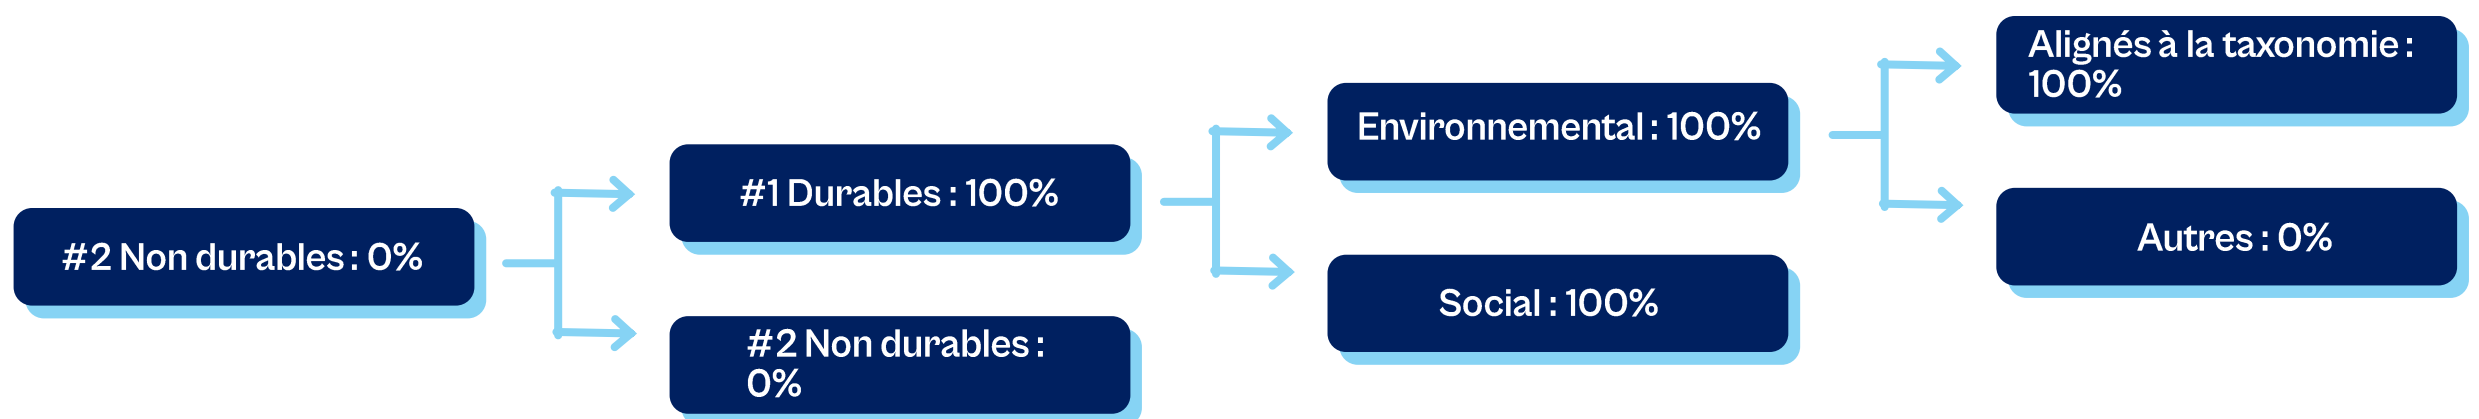 #2 Non durables : 0%
#1 Durables : 100%
#2 Non durables :
0%
Environnemental : 100%
Social : 100%
Alignés à la taxonomie :
100%
Autres : 0%